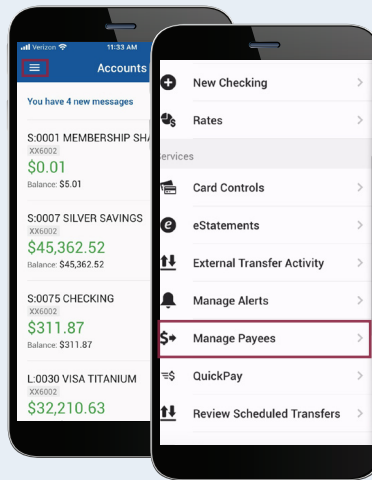 Verizon 11:33 AM
Accounts
You have 4 new messages
S:0001 MEMBERSHIP
XX6002
$0.01
Balance: $5.01
S:0007 SILVER SAVINGS
XX6002
$45,362.52
Balance: $45,362.52
S:0075 CHECKING
XX6002
$311.87
Balance: $311.87
L:0030 VISA TITANIUM
XX6002
$32,210.63
New Checking
Rates
Card Controls
eStatements
External Transfer Activity
Manage Alerts
Manage Payees
QuickPay
Review Scheduled Transfers